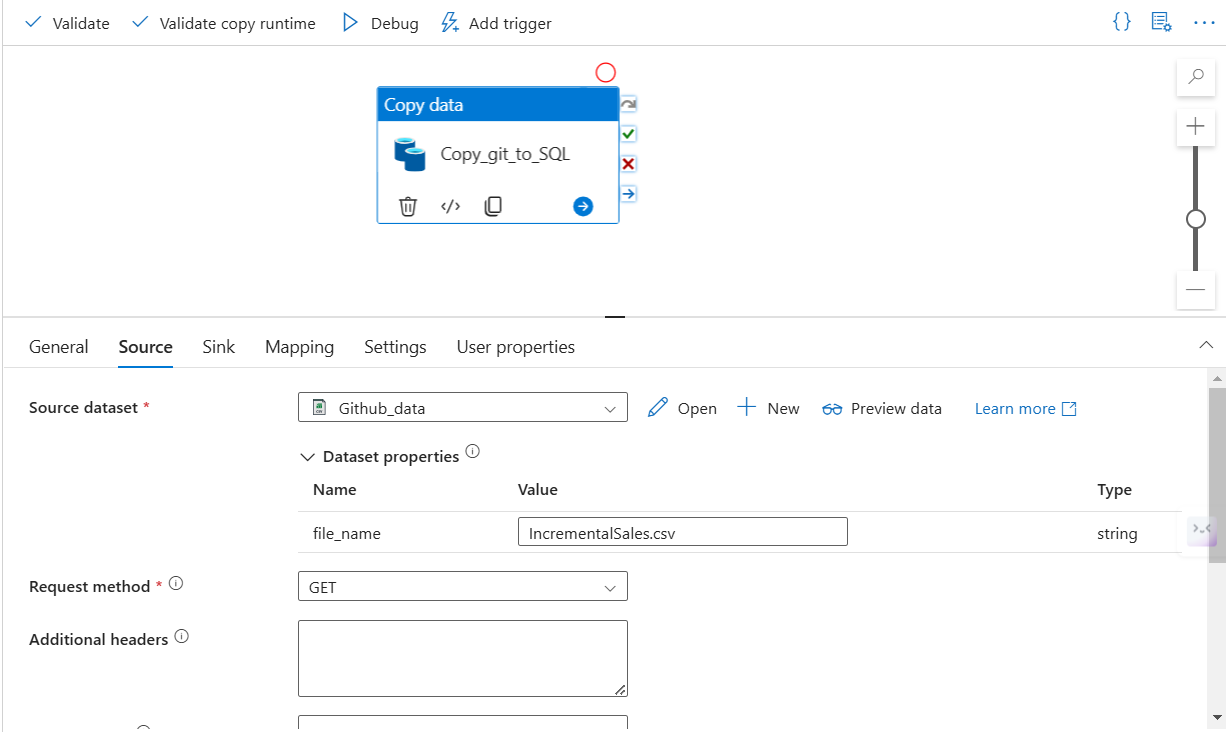 Validate Validate copy runtime Debug Add trigger
Copy data
Copy_git_to_SQL
General Source Sink Mapping Settings User properties
Source dataset * Github_data Open New Preview data Learn more
Dataset properties
Name Value Type
file_name IncrementalSales.csv string
Request method * GET
Additional headers